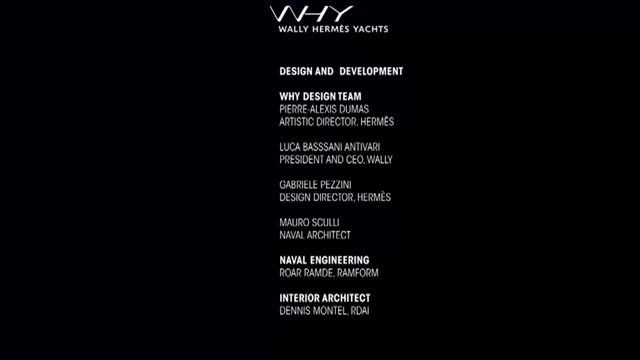 WHY
WALLY HERMÈS YACHTS
DESIGN AND DEVELOPMENT
WHY DESIGN TEAM
PIERRE-ALEXIS DUMAS
ARTISTIC DIRECTOR, HERMÈS
LUCA BASSSANI ANTIVARI
PRESIDENT AND CEO, WALLY
GABRIELE PEZZINI
DESIGN DIRECTOR, HERMÈS
MAURO SCULLI
NAVAL ARCHITECT
NAVAL ENGINEERING
ROAR RAMDE, RAMFORM
INTERIOR ARCHITECT
DENNIS MONTEL, RDAI